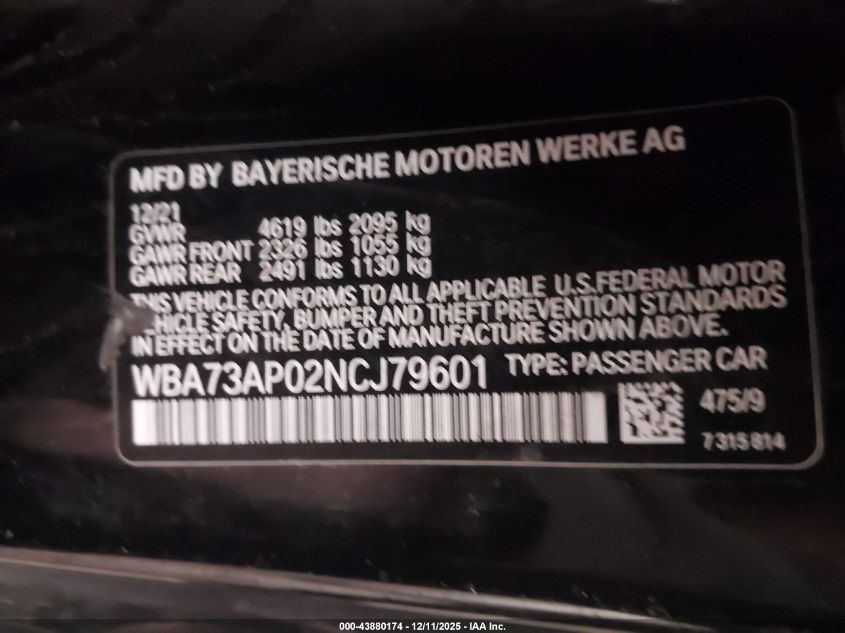 MFD BY BAYERISCHE MOTOREN WERKE AG
12/21
GVWR 4619 lbs 2095 kg
GAWR FRONT 2326 lbs 1055 kg
GAWR REAR 2491 lbs 1130 kg
THIS VEHICLE CONFORMS TO ALL APPLICABLE U.S.FEDERAL MOTOR
VEHICLE SAFETY, BUMPER AND THEFT PREVENTION STANDARDS
IN EFFECT ON THE DATE OF MANUFACTURE SHOWN ABOVE.
WBA73AP02NCJ79601 TYPE: PASSENGER CAR
475/9
7315814
000-43880174 - 12/11/2025 - IAA Inc.